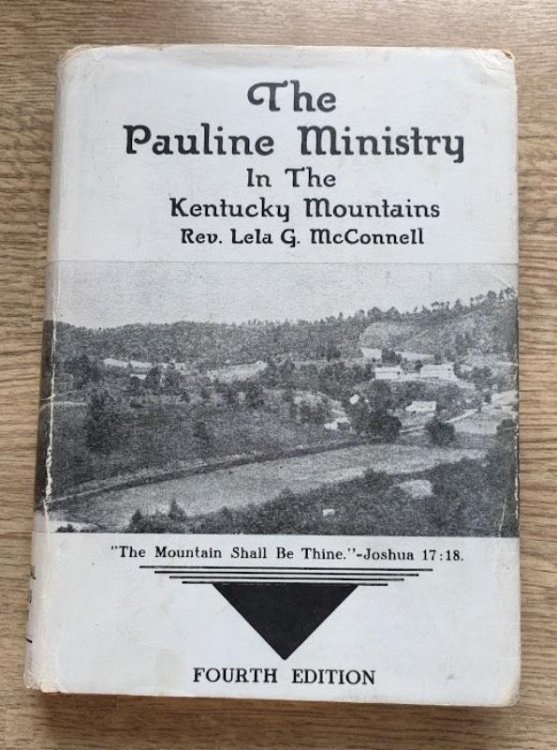 The
Pauline Ministry
In The
Kentucky Mountains
Rev. Lela G. McConnell
"The Mountain Shall Be Thine."-Joshua 17:18.
FOURTH EDITION